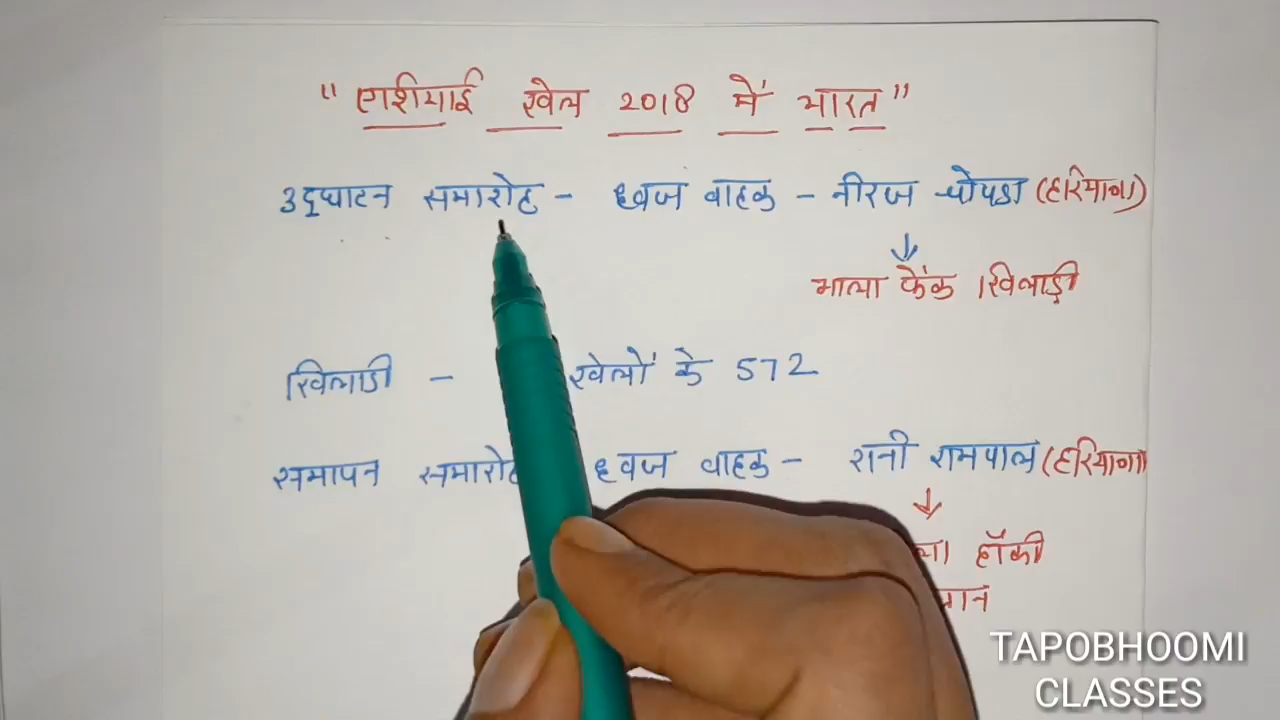 "एशियाई खेल 2018 में भारत"
उद्घाटन समारोह - ध्वज वाहक - नीरज चोपडा (हरियाणा)
↓
भाला फेंक खिलाड़ी
खिलाडी - खेलों के 572
समापन समारोह ध्वज वाहक - रानी रामपाल (हरियाणा)
↓
हॉकी
TAPOBHOOMI
CLASSES